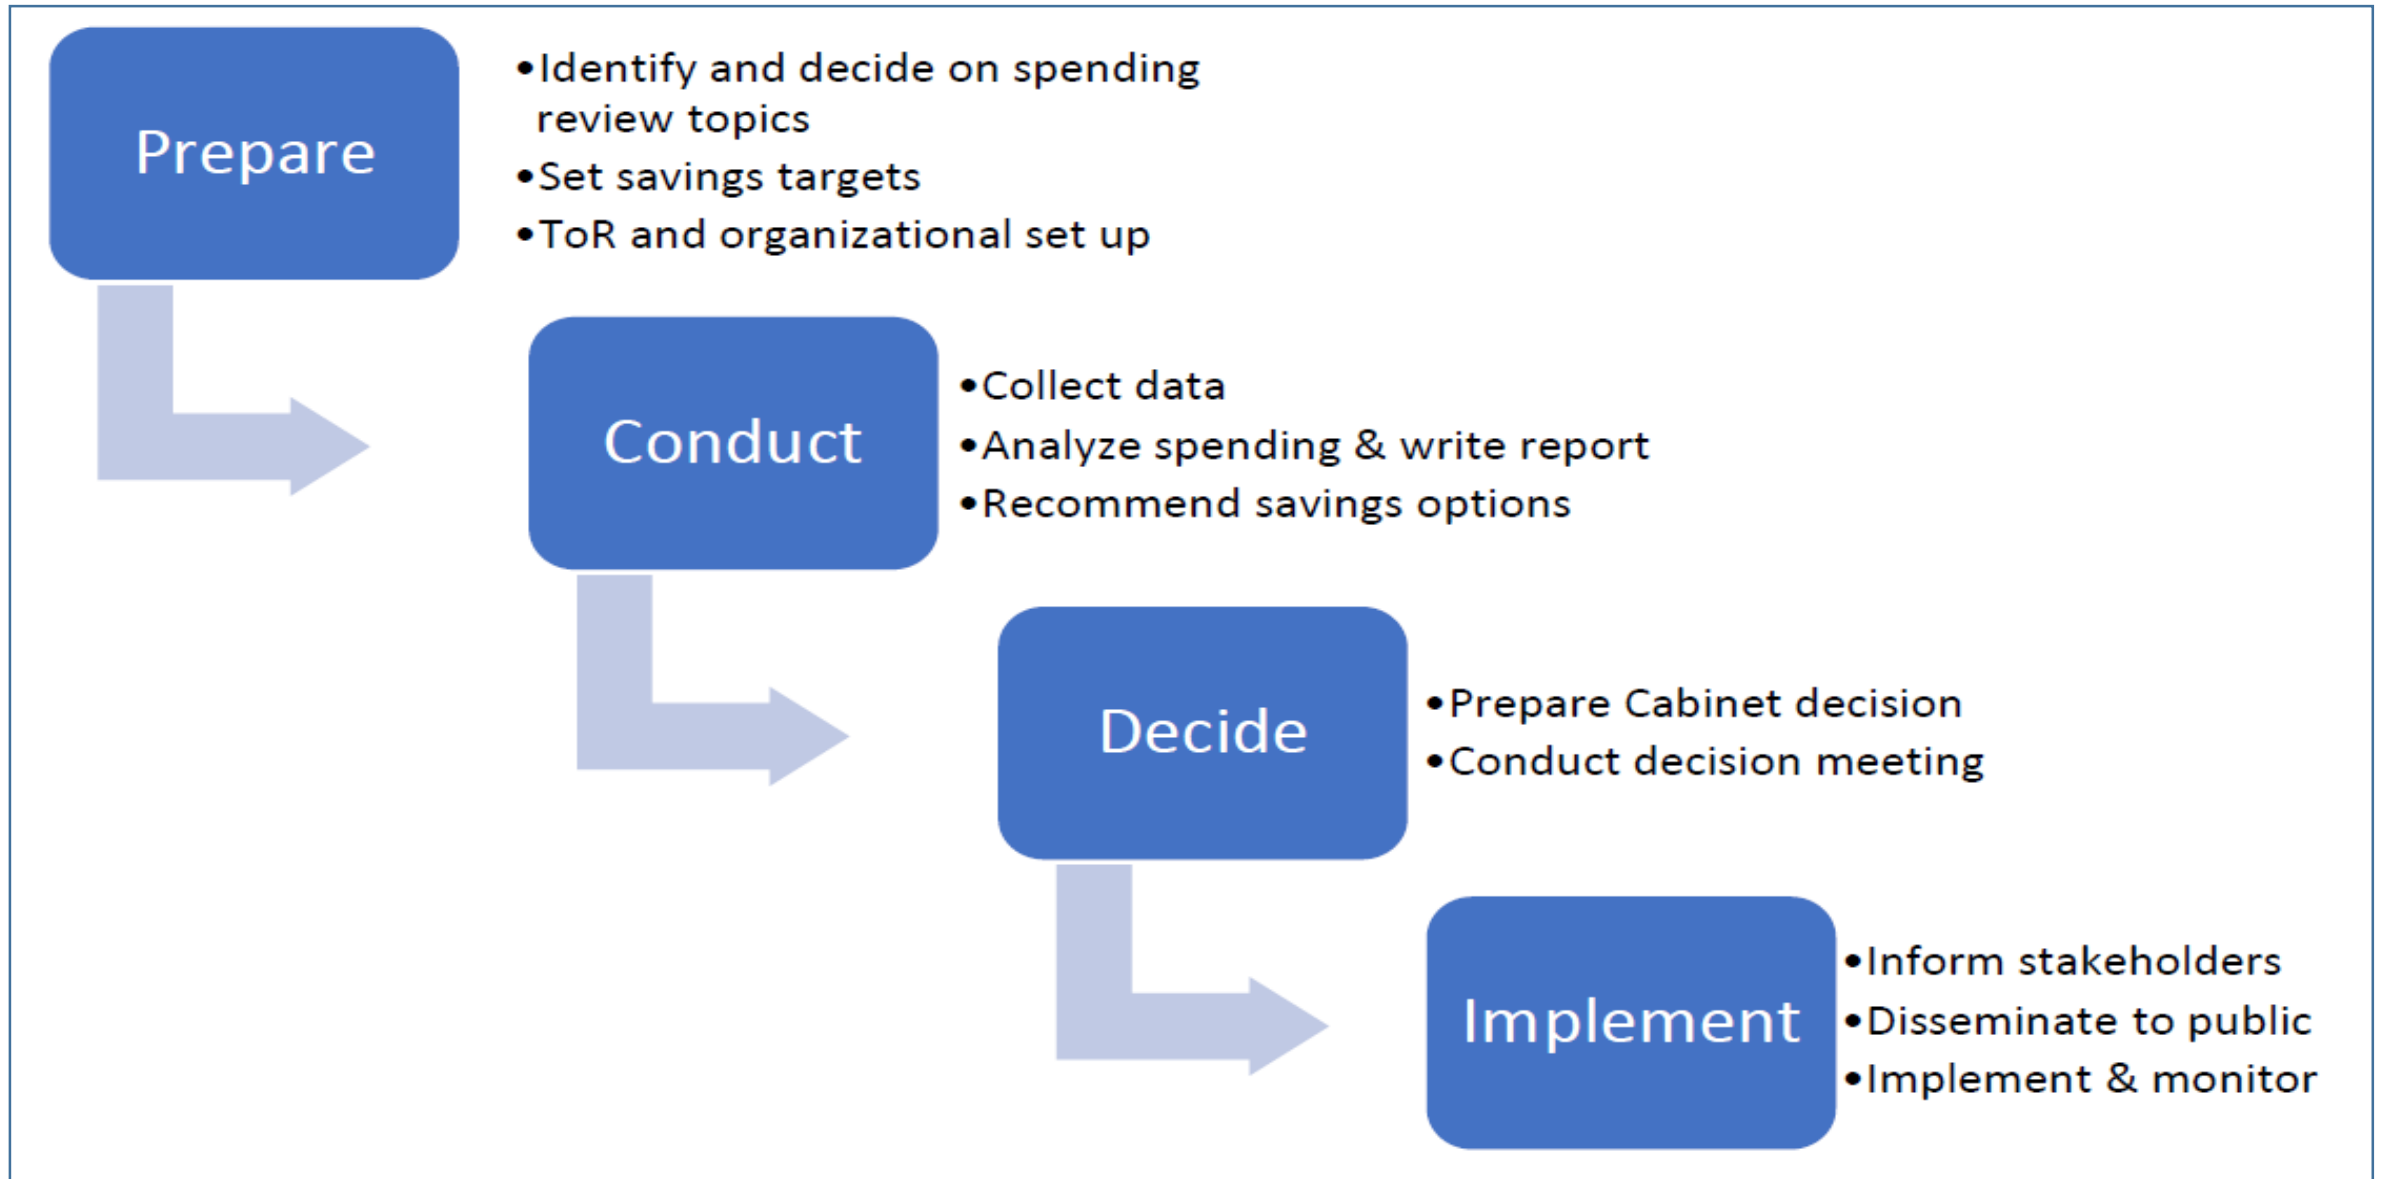 Prepare
•Identify and decide on spending
review topics
•Set savings targets
•ToR and organizational set up
Conduct
•Collect data
•Analyze spending & write report
•Recommend savings options
Decide
•Prepare Cabinet decision
•Conduct decision meeting
Implement
•Inform stakeholders
•Disseminate to public
•Implement & monitor